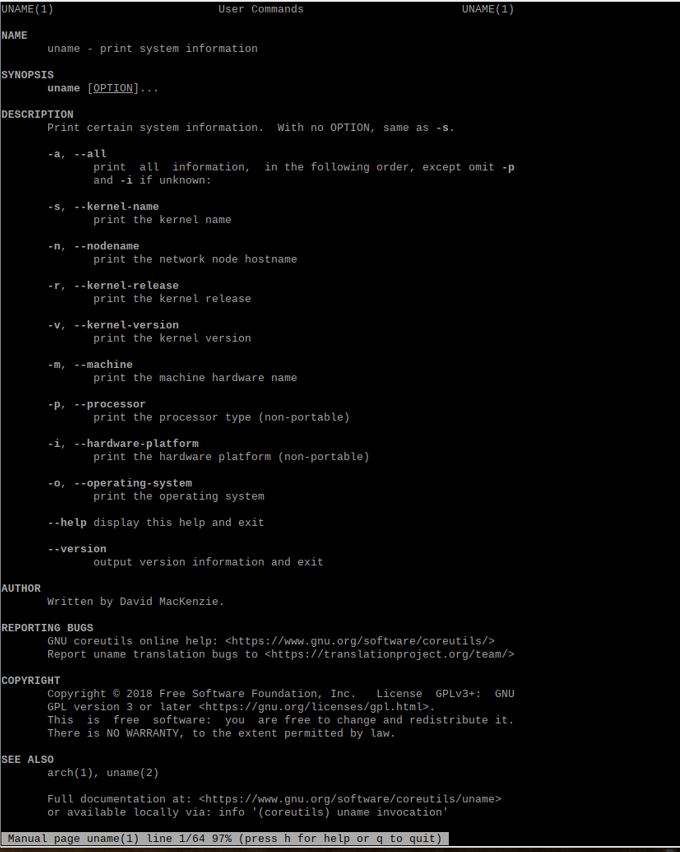 UNAME(1)                         User Commands                        UNAME(1)
NAME
uname - print system information
SYNOPSIS
uname [OPTION]...
DESCRIPTION
Print certain system information.  With no OPTION, same as -s.
-a, --all
print  all  information,  in the following order, except omit -p
and -i if unknown:
-s, --kernel-name
print the kernel name
-n, --nodename
print the network node hostname
-r, --kernel-release
print the kernel release
-v, --kernel-version
print the kernel version
-m, --machine
print the machine hardware name
-p, --processor
print the processor type (non-portable)
-i, --hardware-platform
print the hardware platform (non-portable)
-o, --operating-system
print the operating system
--help display this help and exit
--version
output version information and exit
AUTHOR
Written by David MacKenzie.
REPORTING BUGS
GNU coreutils online help: <https://www.gnu.org/software/coreutils/>
Report uname translation bugs to <https://translationproject.org/team/>
COPYRIGHT
Copyright © 2018 Free Software Foundation, Inc.   License  GPLv3+:  GNU
GPL version 3 or later <https://gnu.org/licenses/gpl.html>.
This  is  free  software:  you  are free to change and redistribute it.
There is NO WARRANTY, to the extent permitted by law.
SEE ALSO
arch(1), uname(2)
Full documentation at: <https://www.gnu.org/software/coreutils/uname>
or available locally via: info '(coreutils) uname invocation'
Manual page uname(1) line 1/64 97% (press h for help or q to quit)